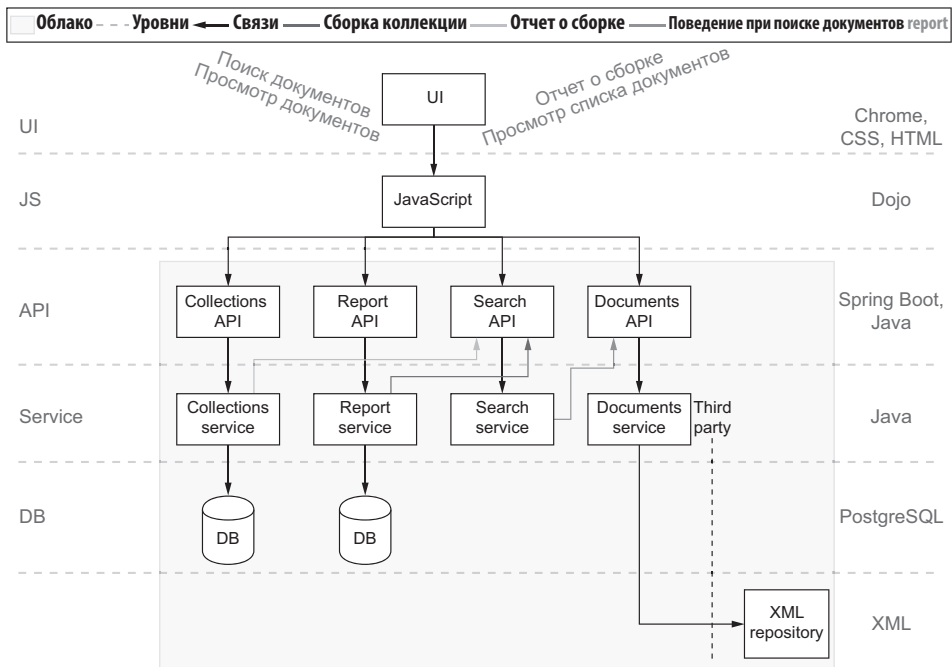 Облако Уровни Связи Сборка коллекции Отчет о сборке Поведение при поиске документов report
Поиск документов
Просмотр документов
Отчет о сборке
Просмотр списка документов
UI
UI
Chrome,
CSS, HTML
JS
JavaScript
Dojo
API
Collections
API
Report
API
Search
API
Documents
API
Spring Boot,
Java
Service
Collections
service
Report
service
Search
service
Documents
service
Third
party
Java
DB
DB
DB
PostgreSQL
XML
repository
XML